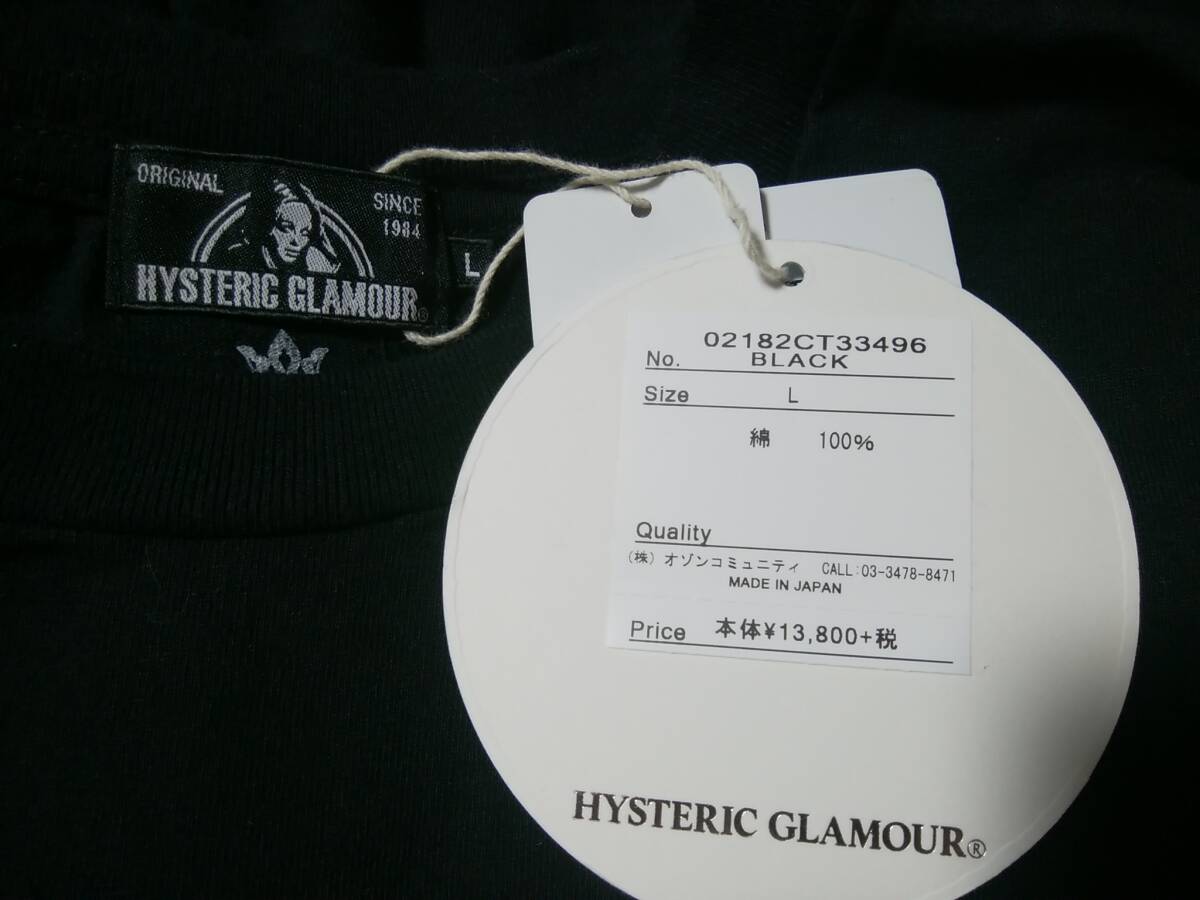 ORIGINAL
SINCE
1984
HYSTERIC GLAMOUR®
L
02182CT33496
No. BLACK
Size L
綿 100%
Quality
(株) オゾンコミュニティ CALL:03-3478-8471
MADE IN JAPAN
Price 本体¥13,800+税
HYSTERIC GLAMOUR®